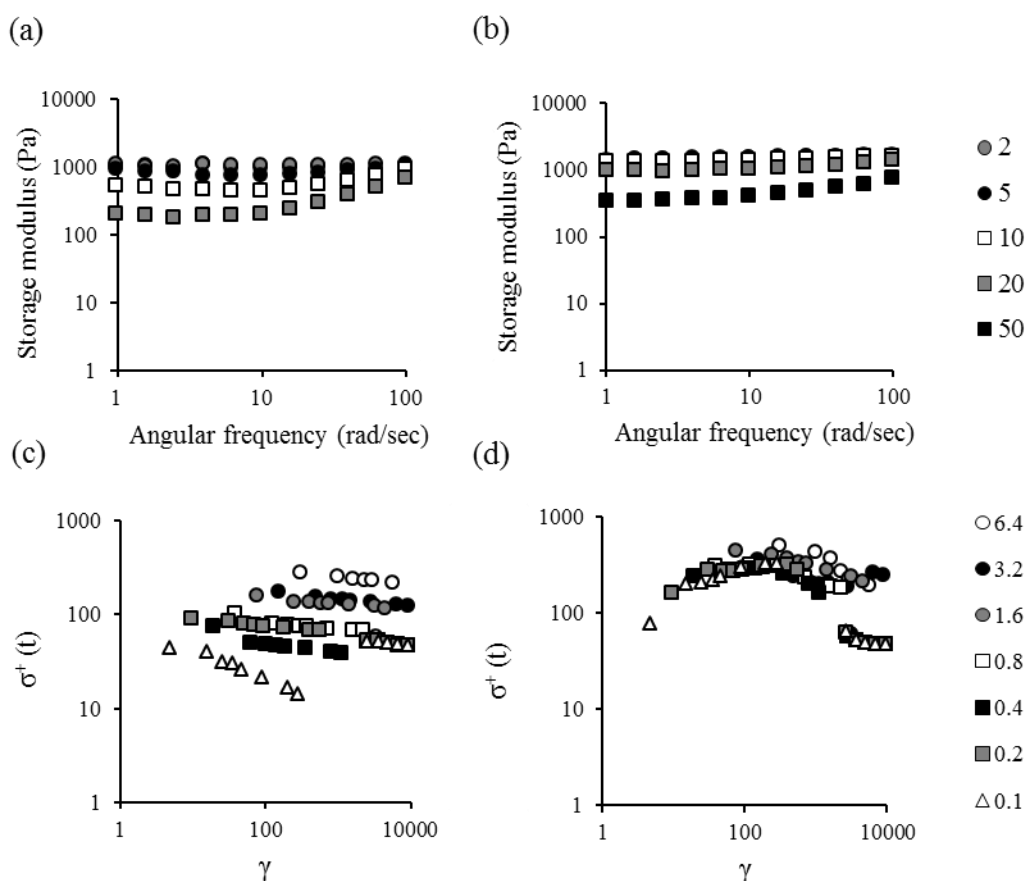 (a)
Storage modulus (Pa)
10000
1000
100
10
1
1 10 100
Angular frequency (rad/sec)
(b)
Storage modulus (Pa)
10000
1000
100
10
1
1 10 100
Angular frequency (rad/sec)
2
5
10
20
50
(c)
σ⁺ (t)
1000
100
10
1
1 100 10000
γ
(d)
σ⁺ (t)
1000
100
10
1
1 100 10000
γ
6.4
3.2
1.6
0.8
0.4
0.2
0.1